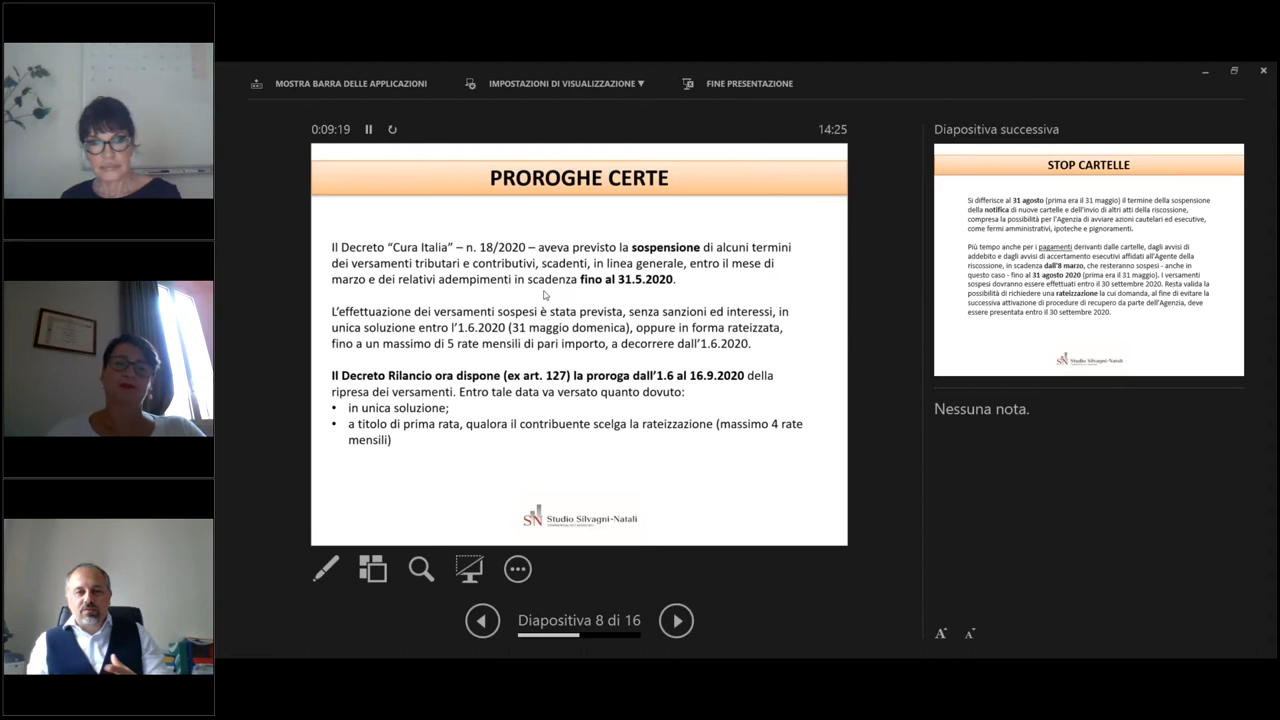 MOSTRA BARRA DELLE APPLICAZIONI
IMPOSTAZIONI DI VISUALIZZAZIONE ▼
FINE PRESENTAZIONE
0:09:19
14:25
PROROGHE CERTE
Il Decreto “Cura Italia” – n. 18/2020 – aveva previsto la sospensione di alcuni termini
dei versamenti tributari e contributivi, scadenti, in linea generale, entro il mese di
marzo e dei relativi adempimenti in scadenza fino al 31.5.2020.
L’effettuazione dei versamenti sospesi è stata prevista, senza sanzioni ed interessi, in
unica soluzione entro l’1.6.2020 (31 maggio domenica), oppure in forma rateizzata,
fino a un massimo di 5 rate mensili di pari importo, a decorrere dall’1.6.2020.
Il Decreto Rilancio ora dispone (ex art. 127) la proroga dall’1.6 al 16.9.2020 della
ripresa dei versamenti. Entro tale data va versato quanto dovuto:
• in unica soluzione;
• a titolo di prima rata, qualora il contribuente scelga la rateizzazione (massimo 4 rate
mensili)
SN Studio Silvagni-Natali
Diapositiva 8 di 16
Diapositiva successiva
STOP CARTELLE
Si differisce al 31 agosto (prima era il 31 maggio) il termine della sospensione
della notifica di nuove cartelle e dell’invio di altri atti della riscossione,
compresa la possibilità per l’Agenzia di avviare azioni cautelari ed esecutive,
come fermi amministrativi, ipoteche e pignoramenti.
Più tempo anche per i pagamenti derivanti dalle cartelle, dagli avvisi di
addebito e dagli avvisi di accertamento esecutivi affidati all’Agente della
riscossione, in scadenza dall’8 marzo, che resteranno sospesi - anche in
questo caso - fino al 31 agosto 2020 (prima era il 31 maggio). I versamenti
sospesi dovranno essere effettuati entro il 30 settembre 2020. Resta valida la
possibilità di richiedere una rateizzazione la cui domanda, al fine di evitare la
successiva attivazione di procedure di recupero da parte dell’Agenzia, deve
essere presentata entro il 30 settembre 2020.
SN Studio Silvagni-Natali
Nessuna nota.
A A